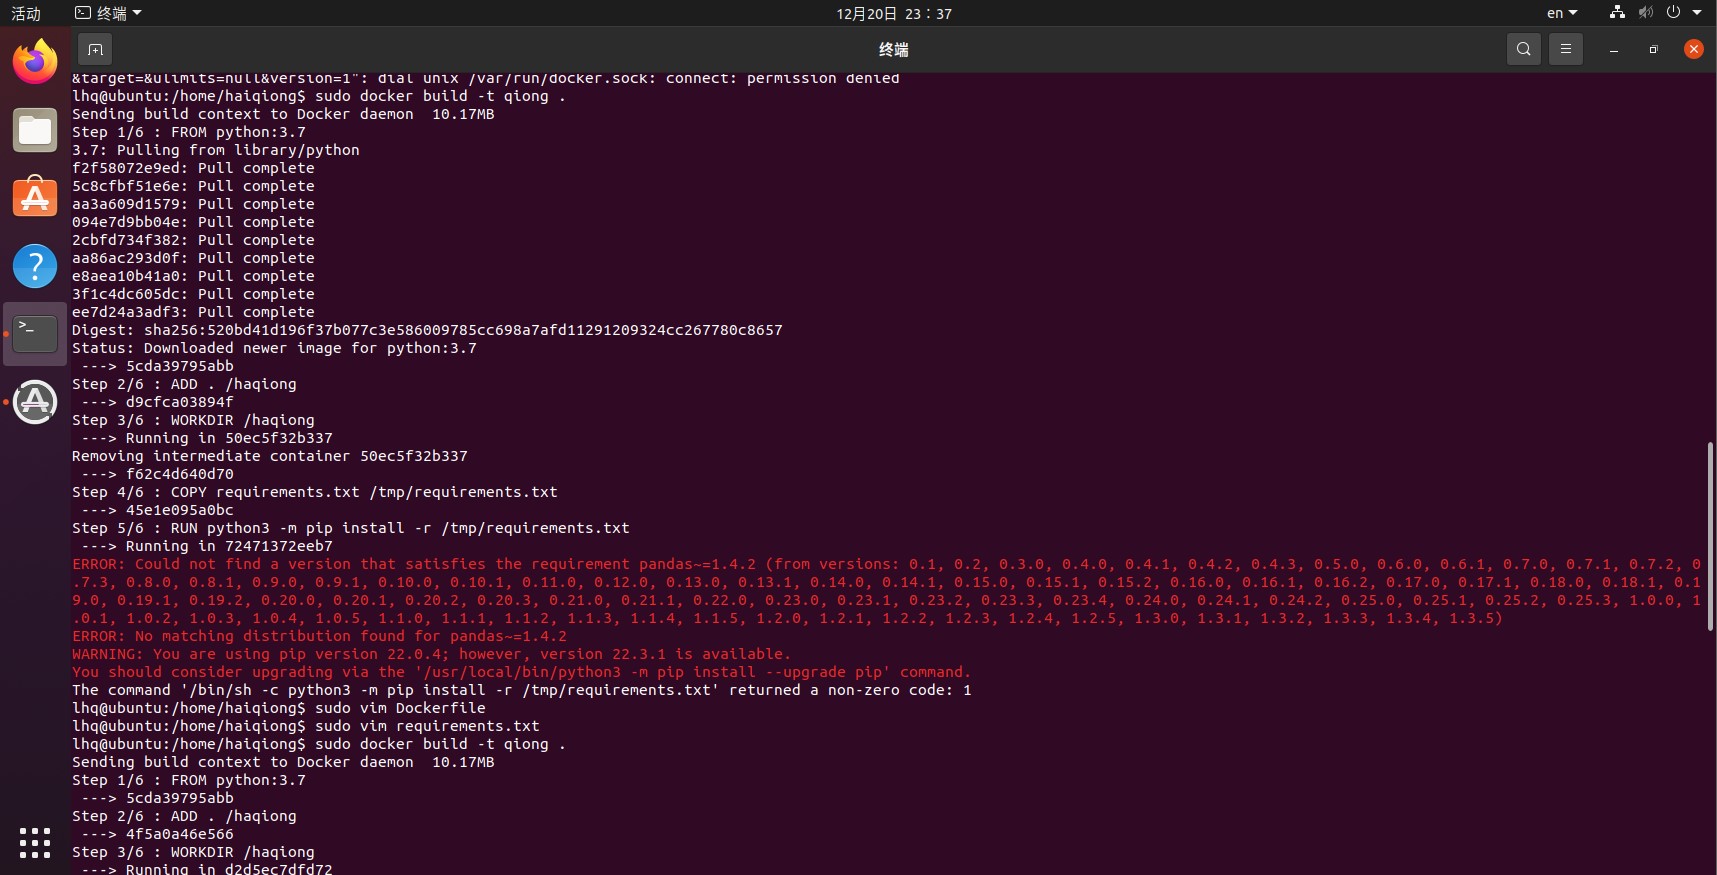 活动
终端
12月20日 23：37
en
终端
&target=&ulimits=null&version=1": dial unix /var/run/docker.sock: connect: permission denied
lhq@ubuntu:/home/haiqiong$ sudo docker build -t qiong .
Sending build context to Docker daemon  10.17MB
Step 1/6 : FROM python:3.7
3.7: Pulling from library/python
f2f58072e9ed: Pull complete
5c8cfbf51e6e: Pull complete
aa3a609d1579: Pull complete
094e7d9bb04e: Pull complete
2cbfd734f382: Pull complete
aa86ac293d0f: Pull complete
e8aea10b41a0: Pull complete
3f1c4dc605dc: Pull complete
ee7d24a3adf3: Pull complete
Digest: sha256:520bd41d196f37b077c3e586009785cc698a7afd11291209324cc267780c8657
Status: Downloaded newer image for python:3.7
 ---> 5cda39795abb
Step 2/6 : ADD . /haqiong
 ---> d9cfca03894f
Step 3/6 : WORKDIR /haqiong
 ---> Running in 50ec5f32b337
Removing intermediate container 50ec5f32b337
 ---> f62c4d640d70
Step 4/6 : COPY requirements.txt /tmp/requirements.txt
 ---> 45e1e095a0bc
Step 5/6 : RUN python3 -m pip install -r /tmp/requirements.txt
 ---> Running in 72471372eeb7
ERROR: Could not find a version that satisfies the requirement pandas~=1.4.2 (from versions: 0.1, 0.2, 0.3.0, 0.4.0, 0.4.1, 0.4.2, 0.4.3, 0.5.0, 0.6.0, 0.6.1, 0.7.0, 0.7.1, 0.7.2, 0
.7.3, 0.8.0, 0.8.1, 0.9.0, 0.9.1, 0.10.0, 0.10.1, 0.11.0, 0.12.0, 0.13.0, 0.13.1, 0.14.0, 0.14.1, 0.15.0, 0.15.1, 0.15.2, 0.16.0, 0.16.1, 0.16.2, 0.17.0, 0.17.1, 0.18.0, 0.18.1, 0.1
9.0, 0.19.1, 0.19.2, 0.20.0, 0.20.1, 0.20.2, 0.20.3, 0.21.0, 0.21.1, 0.22.0, 0.23.0, 0.23.1, 0.23.2, 0.23.3, 0.23.4, 0.24.0, 0.24.1, 0.24.2, 0.25.0, 0.25.1, 0.25.2, 0.25.3, 1.0.0, 1
.0.1, 1.0.2, 1.0.3, 1.0.4, 1.0.5, 1.1.0, 1.1.1, 1.1.2, 1.1.3, 1.1.4, 1.1.5, 1.2.0, 1.2.1, 1.2.2, 1.2.3, 1.2.4, 1.2.5, 1.3.0, 1.3.1, 1.3.2, 1.3.3, 1.3.4, 1.3.5)
ERROR: No matching distribution found for pandas~=1.4.2
WARNING: You are using pip version 22.0.4; however, version 22.3.1 is available.
You should consider upgrading via the '/usr/local/bin/python3 -m pip install --upgrade pip' command.
The command '/bin/sh -c python3 -m pip install -r /tmp/requirements.txt' returned a non-zero code: 1
lhq@ubuntu:/home/haiqiong$ sudo vim Dockerfile
lhq@ubuntu:/home/haiqiong$ sudo vim requirements.txt
lhq@ubuntu:/home/haiqiong$ sudo docker build -t qiong .
Sending build context to Docker daemon  10.17MB
Step 1/6 : FROM python:3.7
 ---> 5cda39795abb
Step 2/6 : ADD . /haqiong
 ---> 4f5a0a46e566
Step 3/6 : WORKDIR /haqiong
 ---> Running in d2d5ec7dfd72